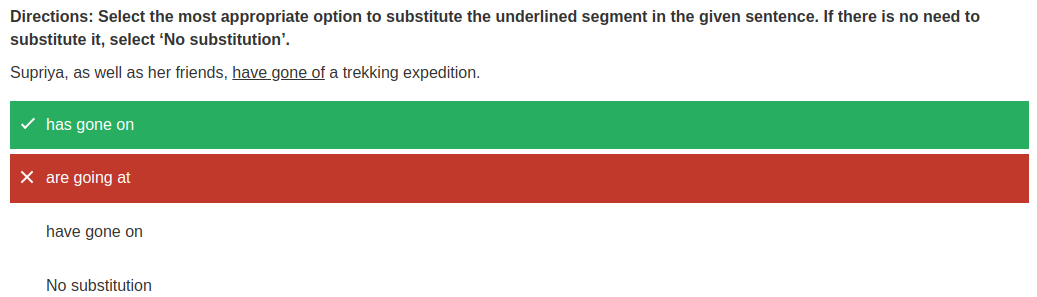 Directions: Select the most appropriate option to substitute the underlined segment in the given sentence. If there is no need to
substitute it, select ‘No substitution’.
Supriya, as well as her friends, have gone of a trekking expedition.
has gone on
are going at
have gone on
No substitution